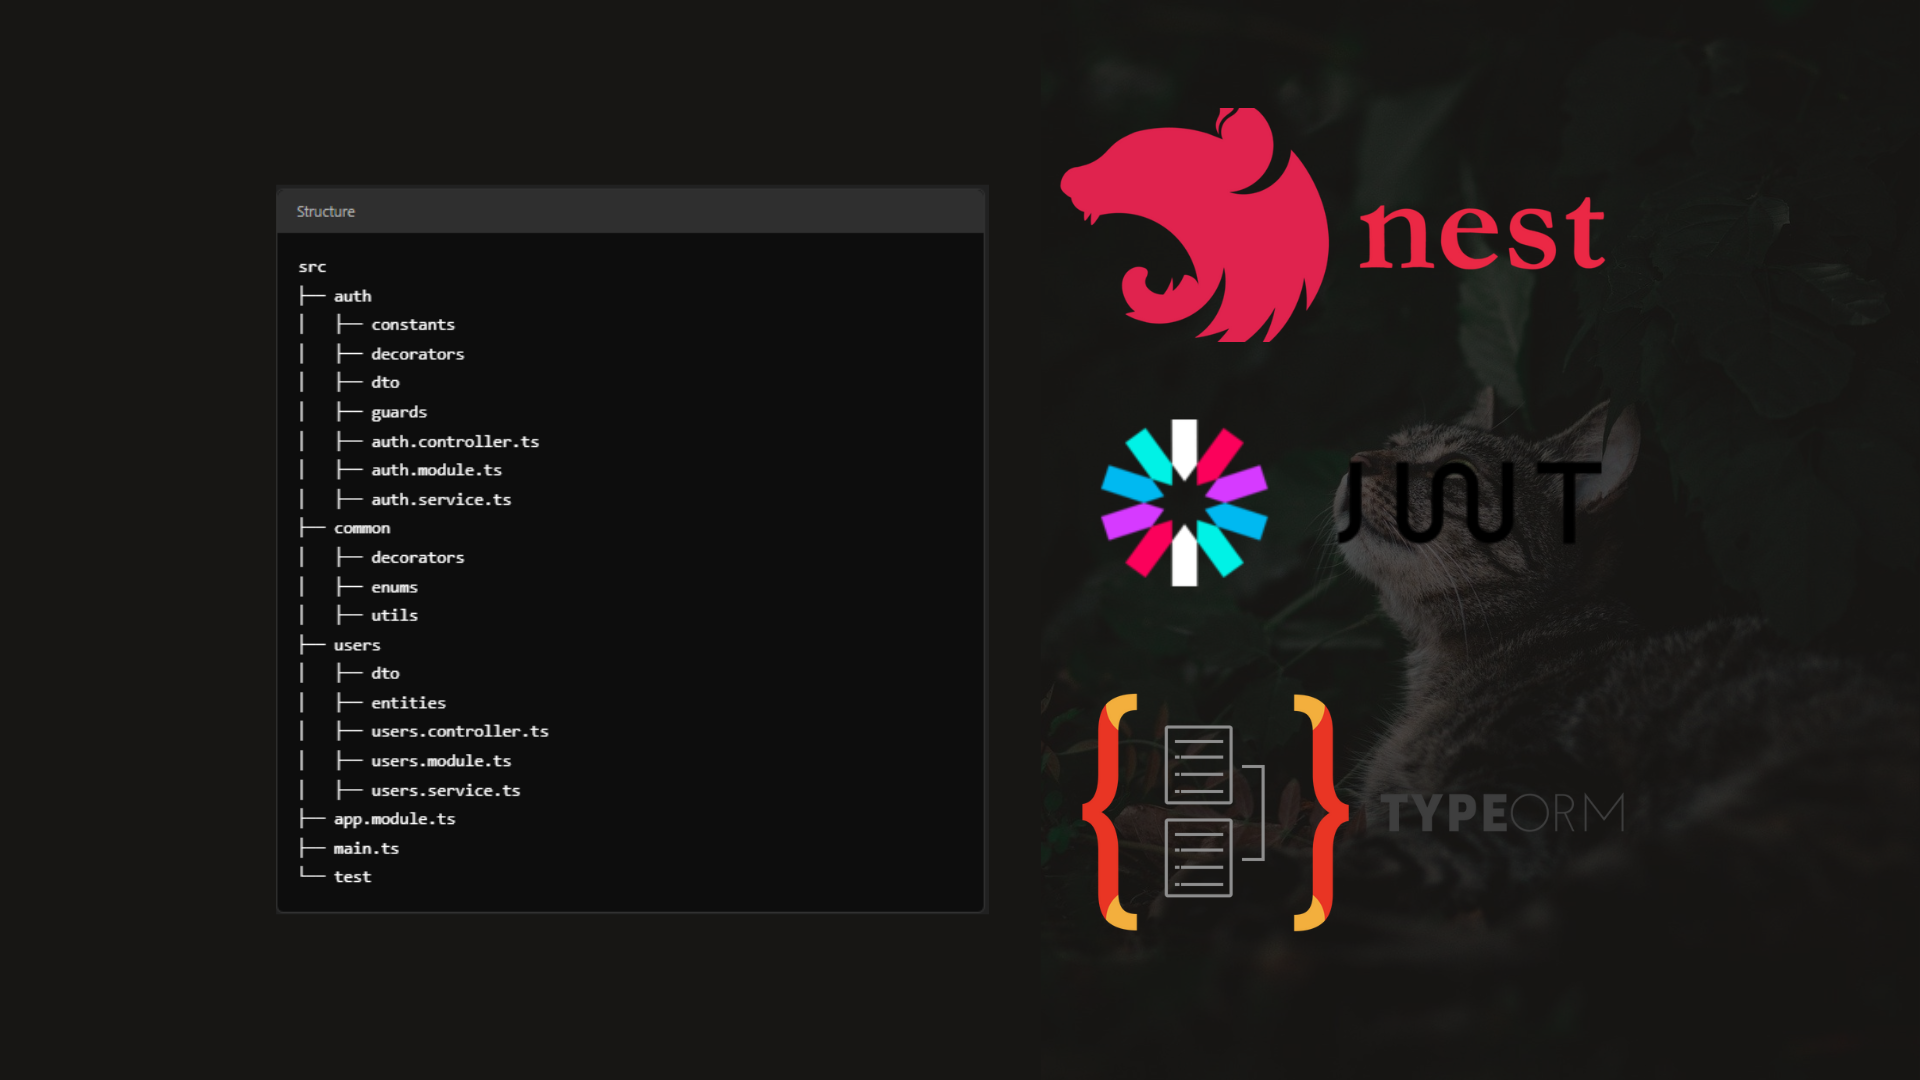 Structure
src
├── auth
│   ├── constants
│   ├── decorators
│   ├── dto
│   ├── guards
│   ├── auth.controller.ts
│   ├── auth.module.ts
│   ├── auth.service.ts
├── common
│   ├── decorators
│   ├── enums
│   ├── utils
├── users
│   ├── dto
│   ├── entities
│   ├── users.controller.ts
│   ├── users.module.ts
│   ├── users.service.ts
├── app.module.ts
├── main.ts
└── test
nest
JWT
TYPEORM